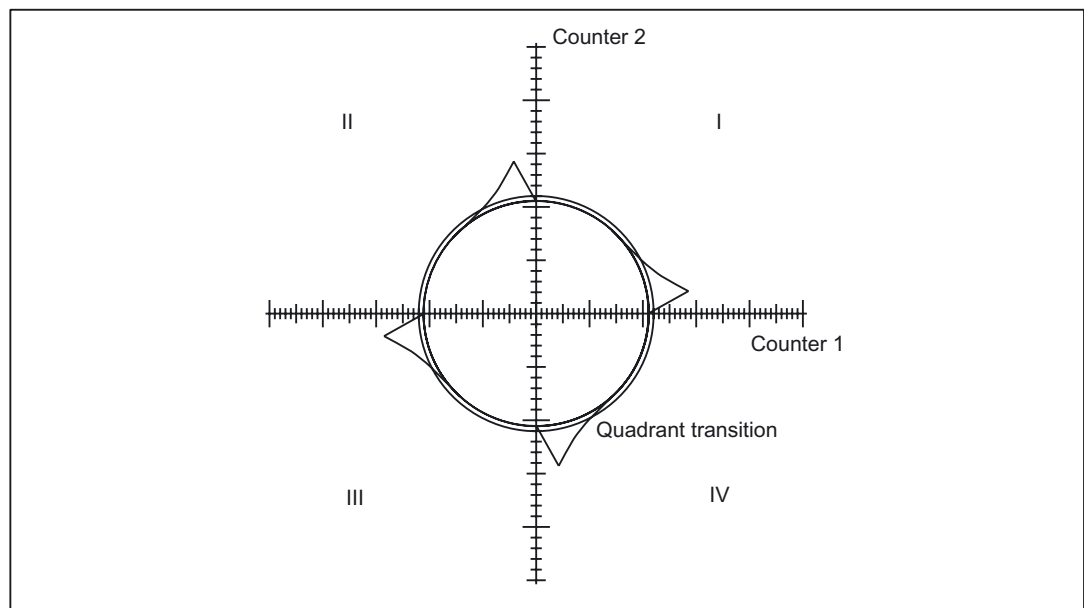 Counter 2
II
I
Counter 1
Quadrant transition
III
IV